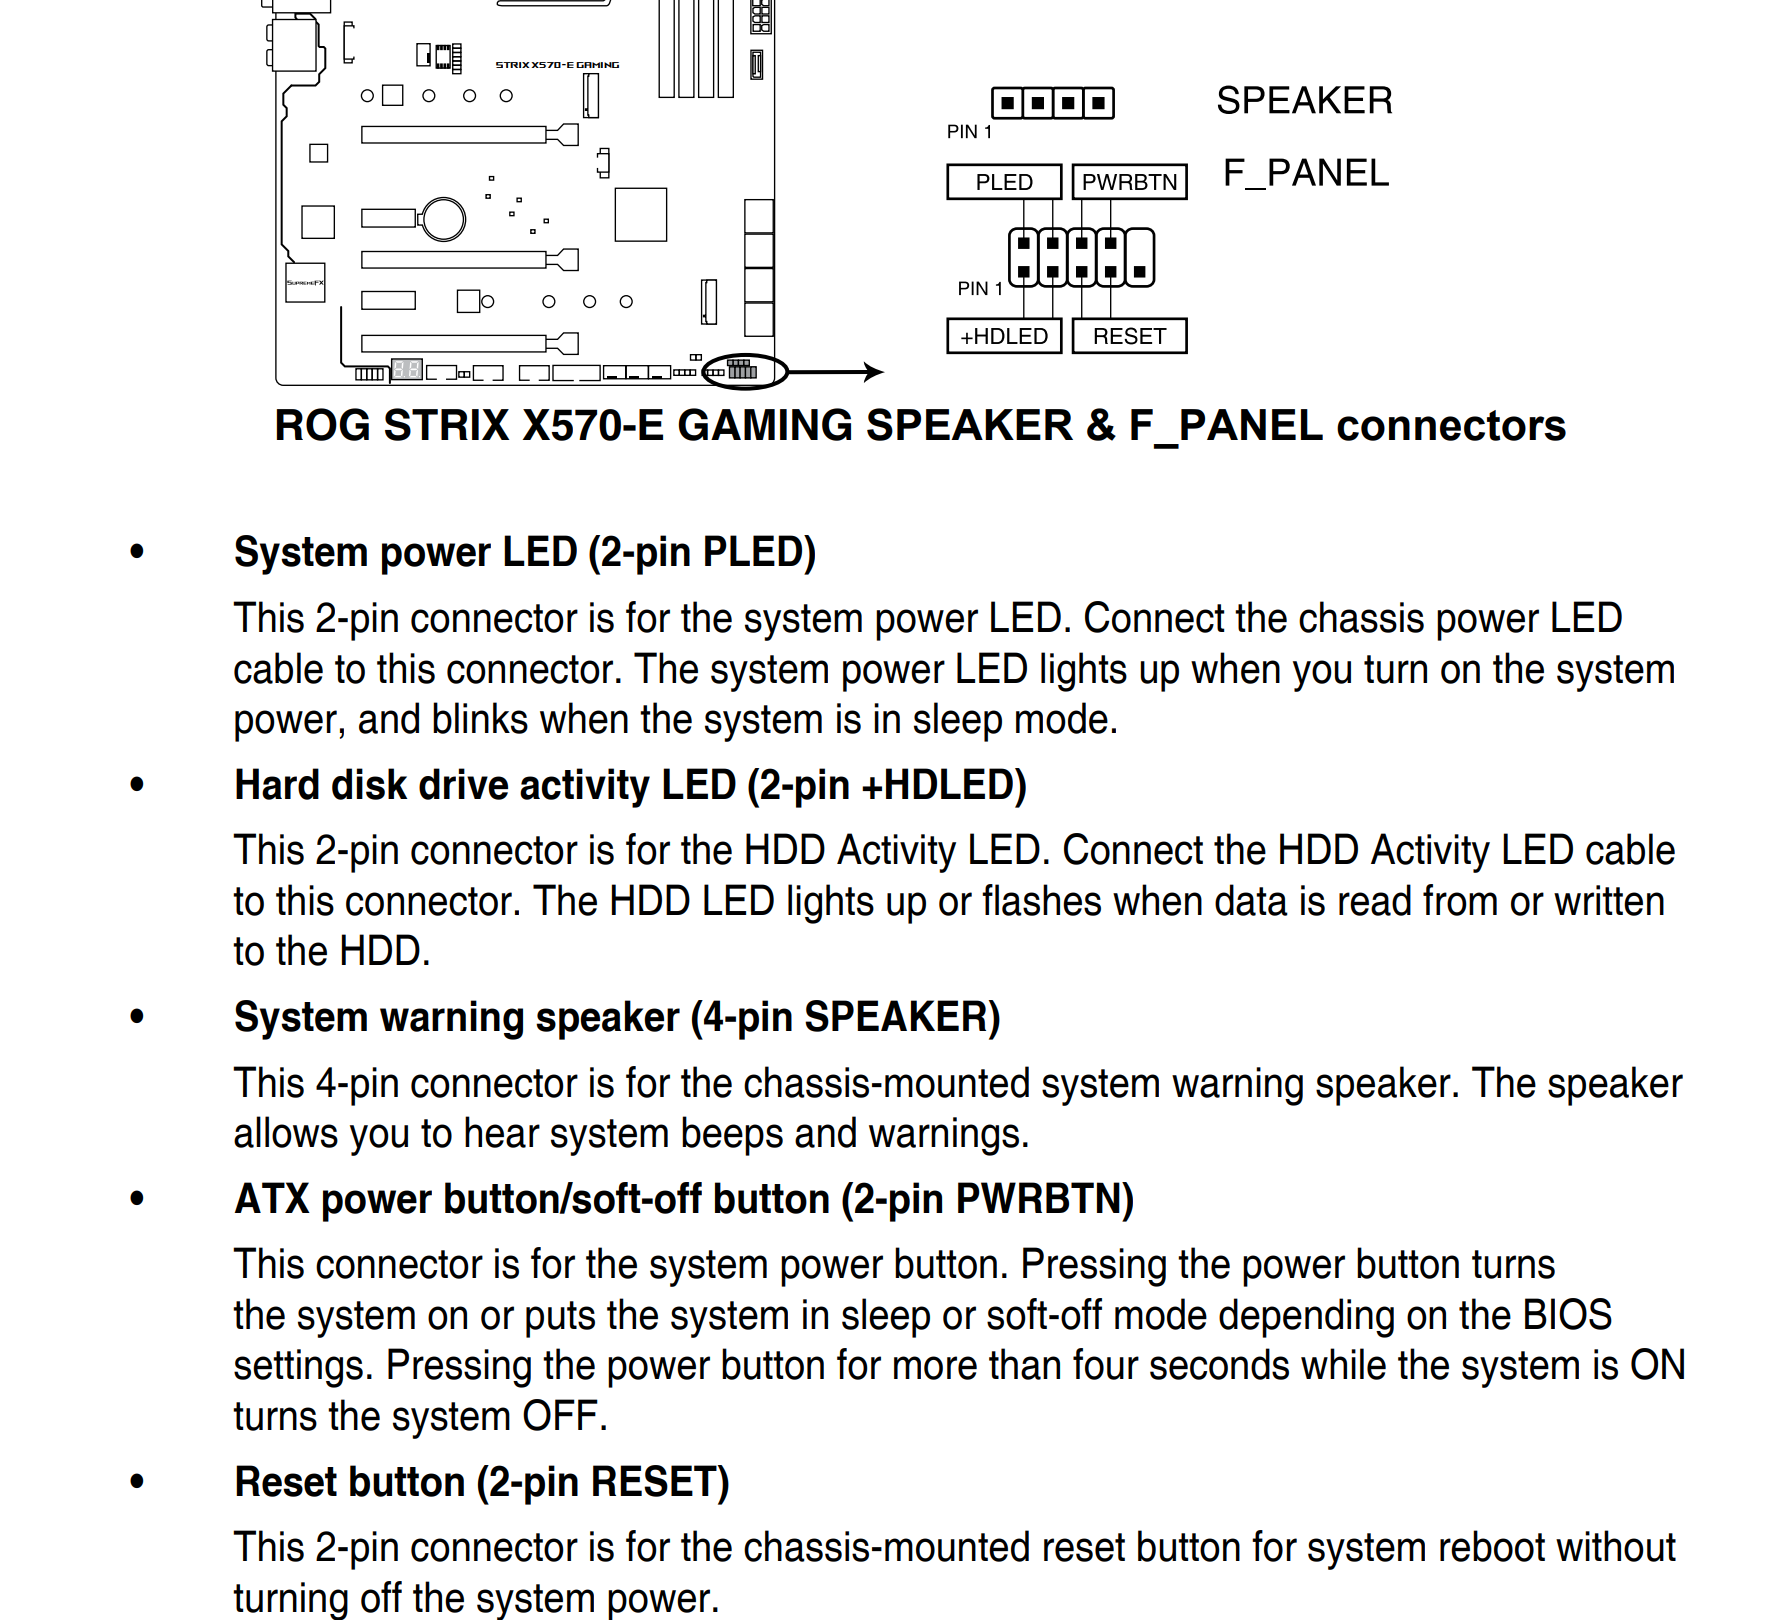 STRIX X570-E GAMING
SUPREMEFX
SPEAKER
PIN 1
F_PANEL
PLED
PWRBTN
PIN 1
+HDLED
RESET
ROG STRIX X570-E GAMING SPEAKER & F_PANEL connectors
• System power LED (2-pin PLED)
This 2-pin connector is for the system power LED. Connect the chassis power LED
cable to this connector. The system power LED lights up when you turn on the system
power, and blinks when the system is in sleep mode.
• Hard disk drive activity LED (2-pin +HDLED)
This 2-pin connector is for the HDD Activity LED. Connect the HDD Activity LED cable
to this connector. The HDD LED lights up or flashes when data is read from or written
to the HDD.
• System warning speaker (4-pin SPEAKER)
This 4-pin connector is for the chassis-mounted system warning speaker. The speaker
allows you to hear system beeps and warnings.
• ATX power button/soft-off button (2-pin PWRBTN)
This connector is for the system power button. Pressing the power button turns
the system on or puts the system in sleep or soft-off mode depending on the BIOS
settings. Pressing the power button for more than four seconds while the system is ON
turns the system OFF.
• Reset button (2-pin RESET)
This 2-pin connector is for the chassis-mounted reset button for system reboot without
turning off the system power.